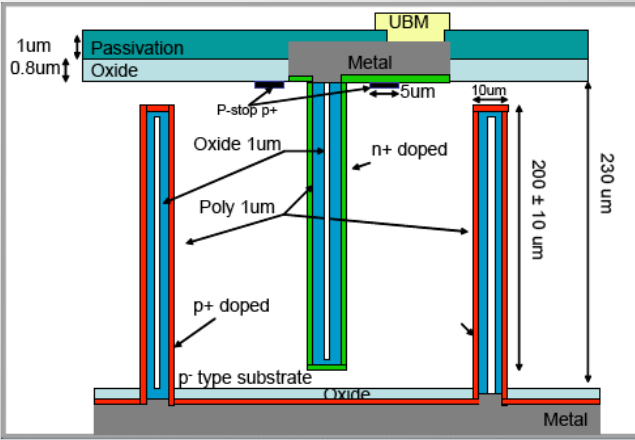 UBM
1um
Passivation
Metal
0.8um
Oxide
5um
10um
P-stop p+
Oxide 1um
n+ doped
200 ± 10 um
230 um
Poly 1um
p+ doped
p- type substrate
Oxide
Metal